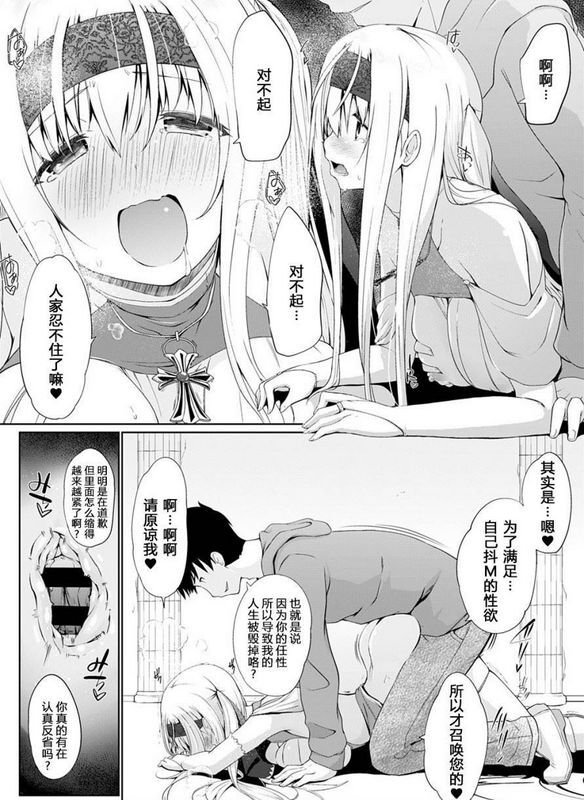 啊啊…
对不起
对不起…
人家忍不住了嘛♥
其实是…嗯♥
为了满足…
自己抖M的性欲
所以才召唤您的♥
啊…啊啊
请原谅我♥
也就是说
因为你的任性
所以导致我的
人生被毁掉咯?
明明是在道歉
但里面怎么缩得
越来越紧了啊?
你真的有在
认真反省吗?